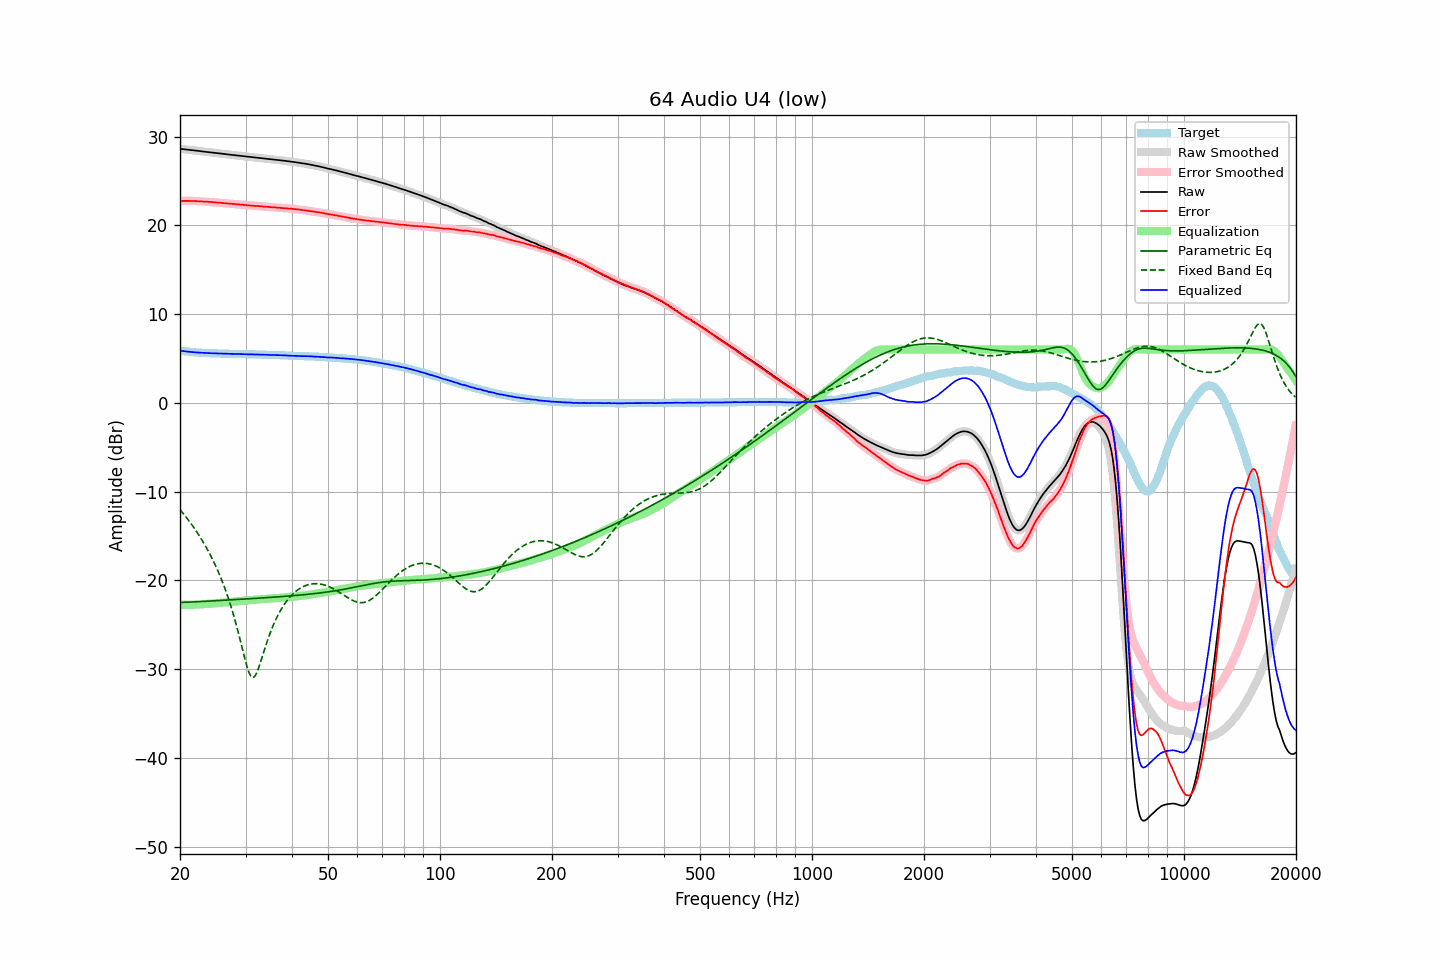 64 Audio U4 (low)
30
20
10
0
−10
−20
−30
−40
−50
Amplitude (dBr)
Target
Raw Smoothed
Error Smoothed
Raw
Error
Equalization
Parametric Eq
Fixed Band Eq
Equalized
20 50 100 200 500 1000 2000 5000 10000 20000
Frequency (Hz)